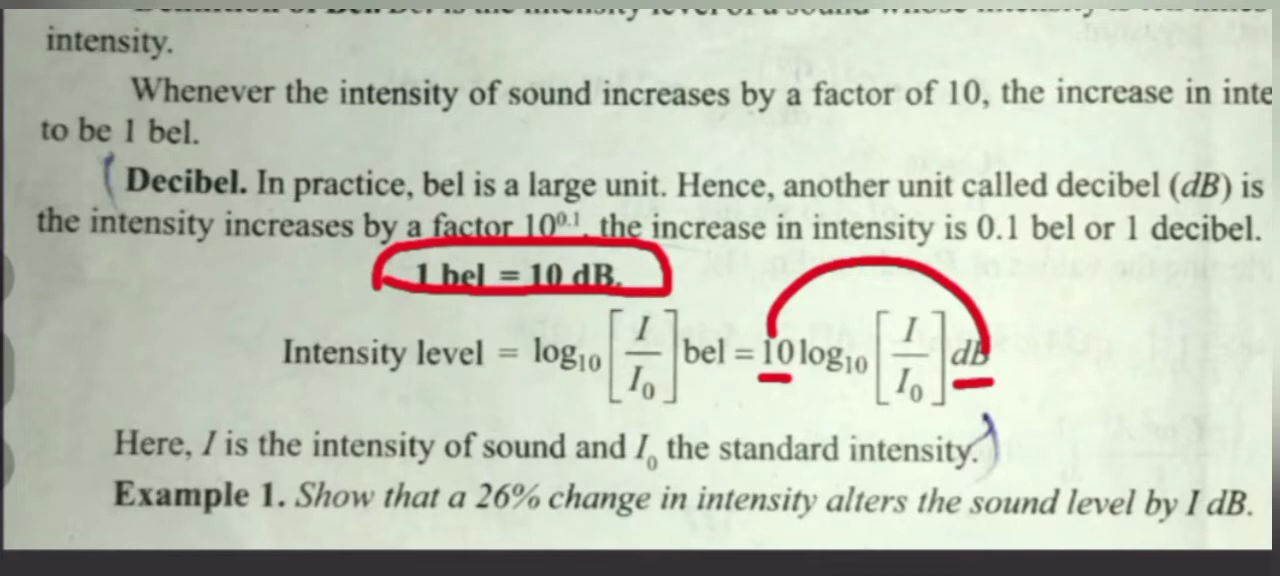 intensity.
Whenever the intensity of sound increases by a factor of 10, the increase in inte
to be 1 bel.
Decibel. In practice, bel is a large unit. Hence, another unit called decibel (dB) is
the intensity increases by a factor 10^0.1, the increase in intensity is 0.1 bel or 1 decibel.
1 bel = 10 dB.
Intensity level = log₁₀ [I/I₀] bel = 10 log₁₀ [I/I₀] dB
Here, I is the intensity of sound and I₀ the standard intensity.
Example 1. Show that a 26% change in intensity alters the sound level by I dB.